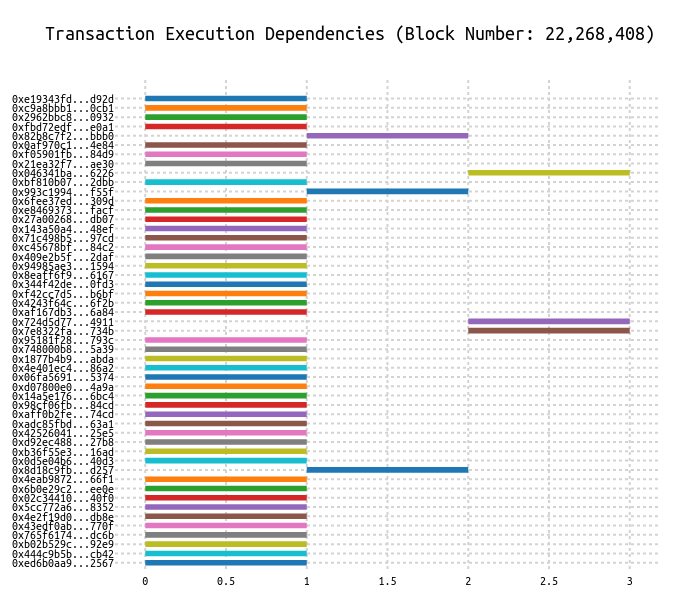 Transaction Execution Dependencies (Block Number: 22,268,408)
0xe19343fd...d92d
0xc9a8bbb1...0cb1
0x2962bbc8...0932
0xfbd72edf...e0a1
0x82b8c7f2...bbb0
0x0af970c1...4e84
0xf05901fb...84d9
0x21ea32f7...ae30
0x046341ba...6226
0xbf810b07...2dbb
0x993c1994...f55f
0x6fee37ed...309d
0xe8469373...facf
0x27a00268...db07
0x143a50a4...48ef
0x71c498b5...97cd
0xc45678bf...84c2
0x409e2b5f...2daf
0x94985ae3...1594
0x8eaff6f9...6167
0x344f42de...0fd3
0xf42cc7d5...b6bf
0x4243f64c...6f2b
0xaf167db3...6a84
0x724d5d77...4911
0x7e8322fa...734b
0x95181f28...793c
0x748000b8...5a39
0x1877b4b9...abda
0x4e401ec4...86a2
0x06fa5691...5374
0xd07800e0...4a9a
0x14a5e176...6bc4
0x98cf06fb...84cd
0xaff0b2fe...74cd
0xadc85fbd...63a1
0x42526041...25e5
0xd92ec488...27b8
0xb36f55e3...16ad
0x0d5e04b6...40d3
0x8d18c9fb...d257
0x4eab9872...66f1
0x6b0e29c2...ee0e
0x02c34410...40f0
0x5cc772a6...8352
0x4e2f19d0...db8e
0x43edf0ab...770f
0x765f6174...dc6b
0xb02b529c...92e9
0x444c9b5b...cb42
0xed6b0aa9...2567
0 0.5 1 1.5 2 2.5 3